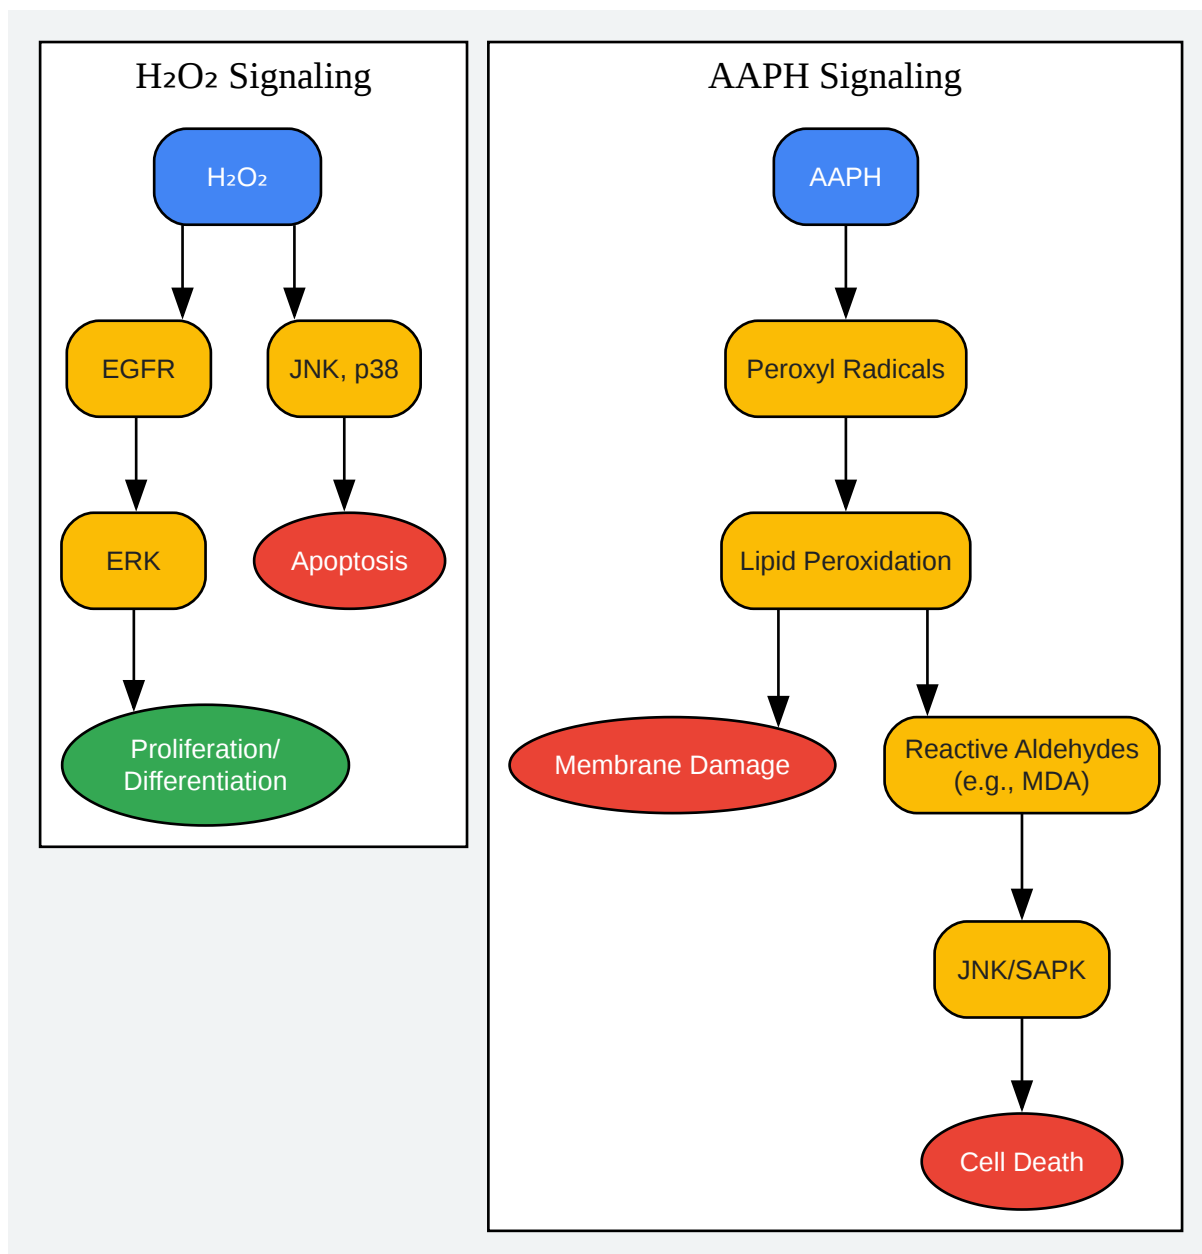 H₂O₂ Signaling
H₂O₂
EGFR
JNK, p38
ERK
Apoptosis
Proliferation/
Differentiation
AAPH Signaling
AAPH
Peroxyl Radicals
Lipid Peroxidation
Membrane Damage
Reactive Aldehydes
(e.g., MDA)
JNK/SAPK
Cell Death